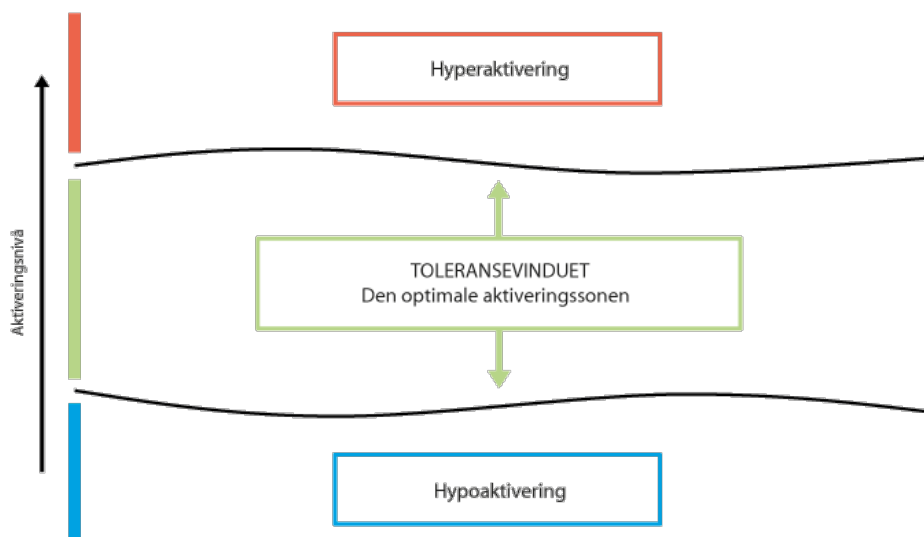 Hyperaktivering
Aktiveringsnivå
TOLERANSEVINDUET
Den optimale aktiveringssonen
Hypoaktivering